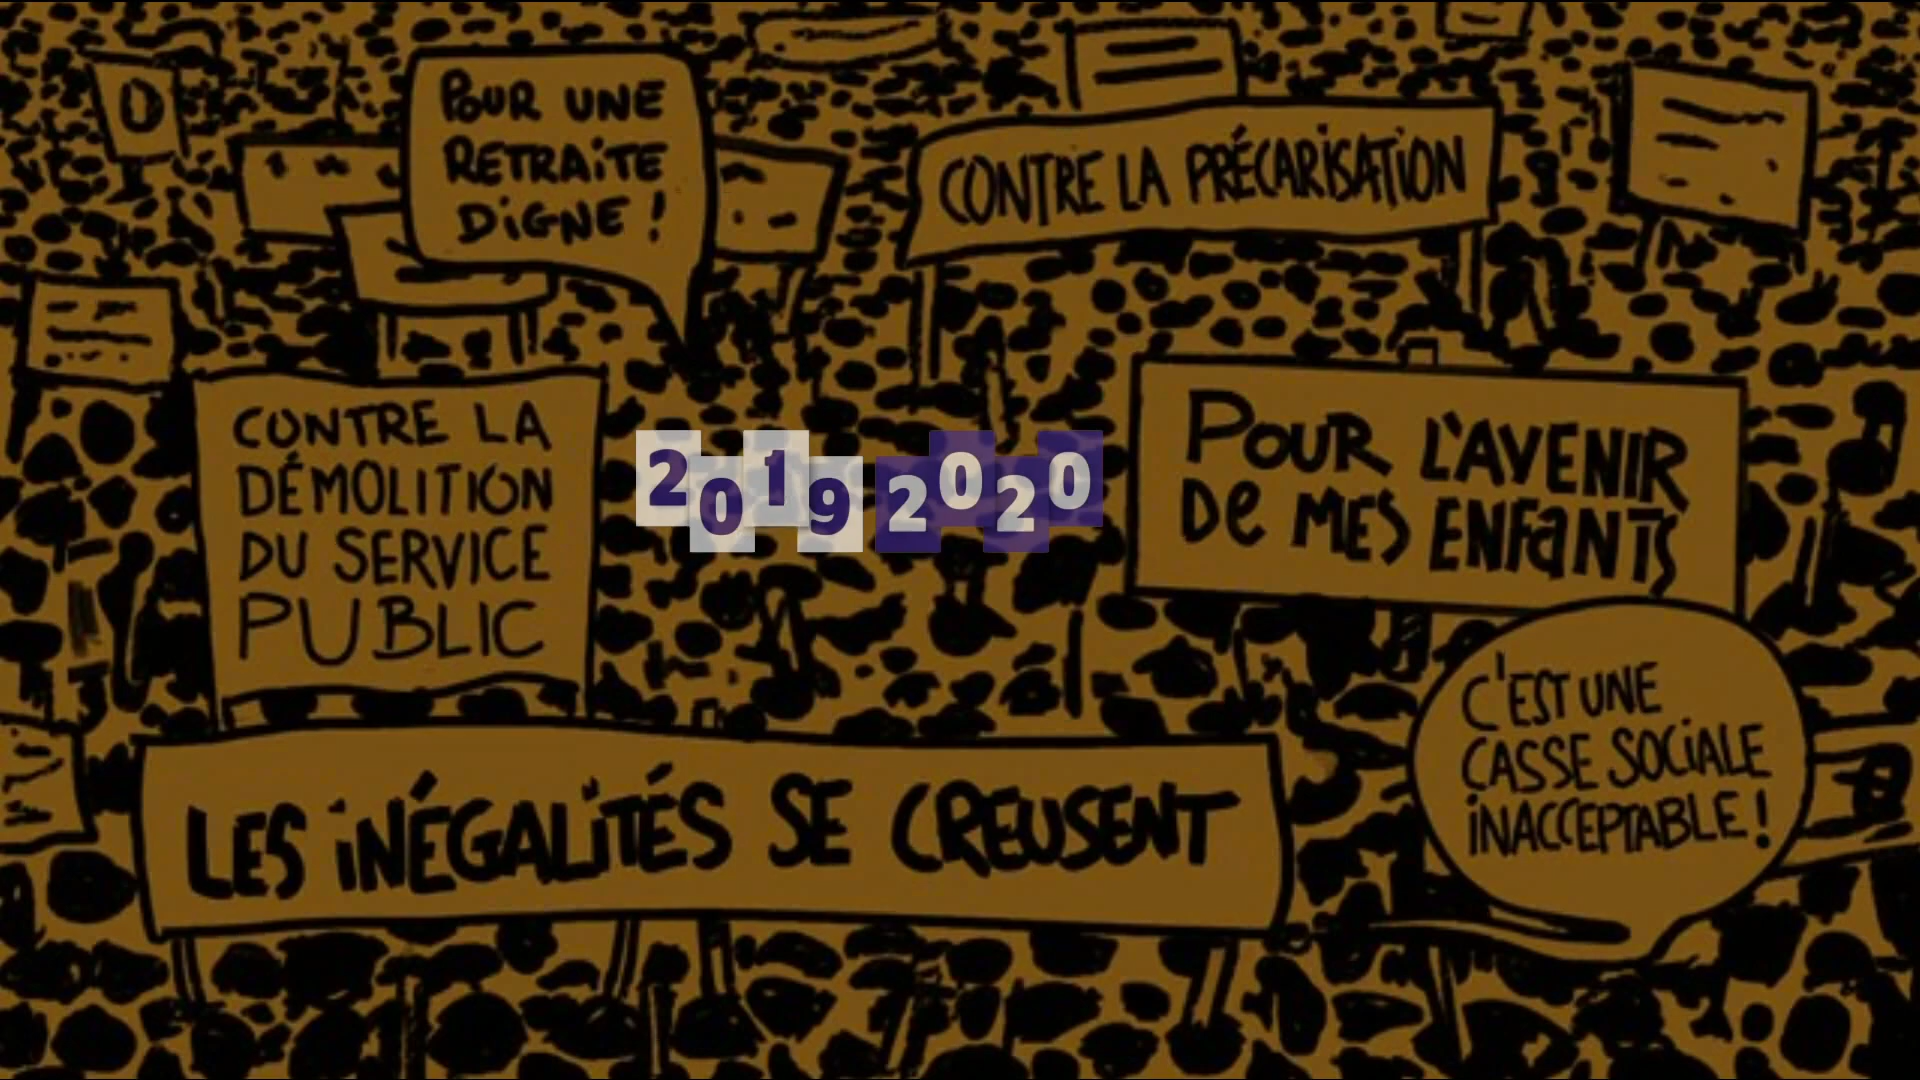 POUR UNE
RETRAITE
DIGNE !
CONTRE LA PRÉCARISATION
CONTRE LA
DÉMOLITION
DU SERVICE
PUBLIC
2019 2020
POUR L'AVENIR
De MES ENFANTS
C'EST UNE
CASSE SOCIALE
INACCEPTABLE !
LES INÉGALITÉS SE CREUSENT